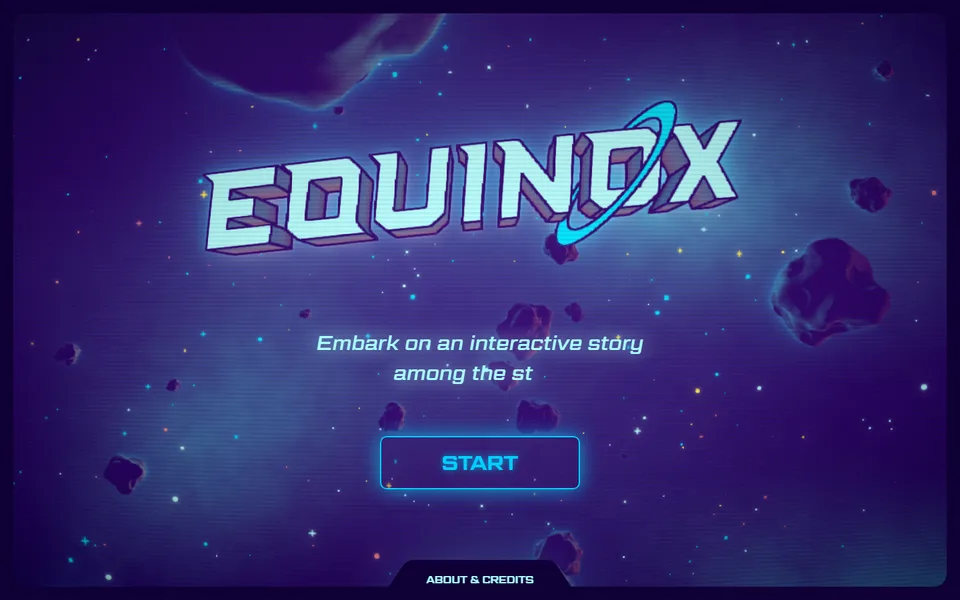 EQUINOX
Embark on an interactive story
among the st
START
ABOUT & CREDITS